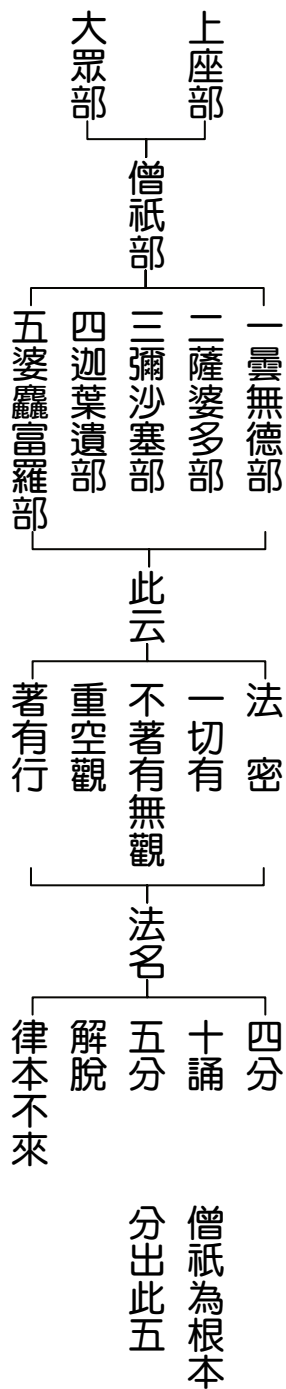 上座部
大眾部
僧祇部
一曇無德部
二薩婆多部
三彌沙塞部
四迦葉遺部
五婆麤富羅部
此云
法　密
一切有
不著有無觀
重空觀
著有行
法名
四分
十誦
五分
解脫
律本不來
僧祇為根本
分出此五